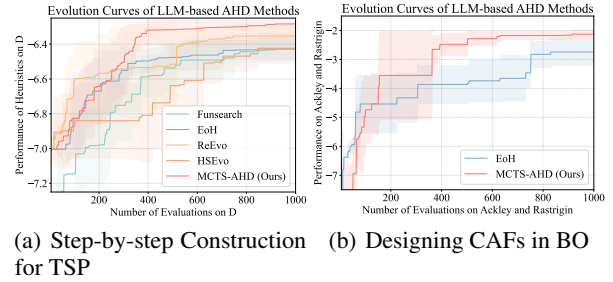 Evolution Curves of LLM-based AHD Methods
Performance of Heuristics on D
−6.4
−6.6
−6.8
−7.0
−7.2
Funsearch
EoH
ReEvo
HSEvo
MCTS-AHD (Ours)
0 200 400 600 800 1000
Number of Evaluations on D
(a) Step-by-step Construction
for TSP
Evolution Curves of LLM-based AHD Methods
Performance on Ackley and Rastrigin
−2
−3
−4
−5
−6
−7
EoH
MCTS-AHD (Ours)
0 200 400 600 800 1000
Number of Evaluations on Ackley and Rastrigin
(b) Designing CAFs in BO